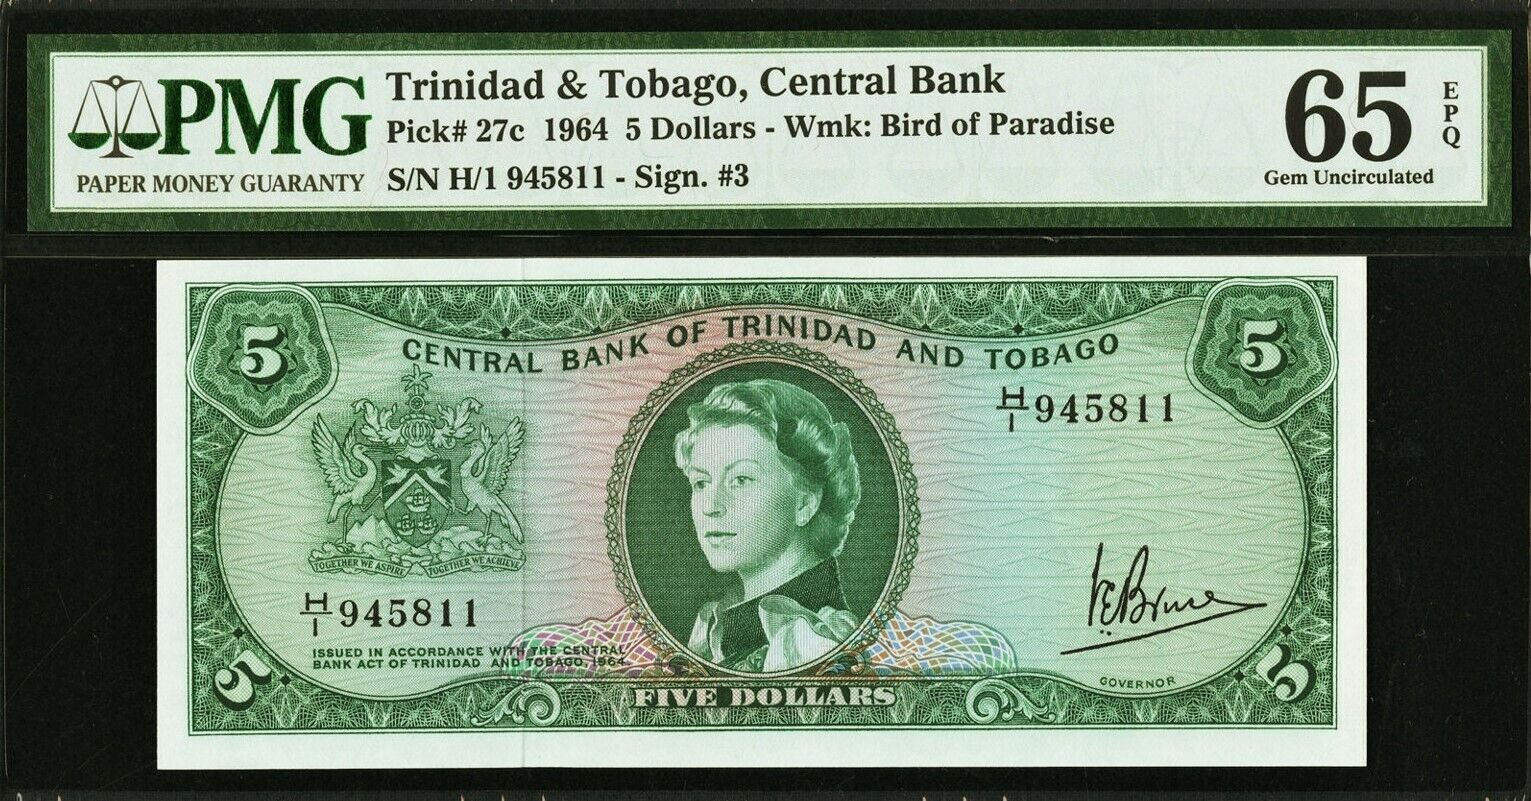 PMG
PAPER MONEY GUARANTY
Trinidad & Tobago, Central Bank
Pick# 27c 1964 5 Dollars - Wmk: Bird of Paradise
S/N H/1 945811 - Sign. #3
65 EPQ
Gem Uncirculated
5 5
CENTRAL BANK OF TRINIDAD AND TOBAGO
H/1 945811
TOGETHER WE ASPIRE TOGETHER WE ACHIEVE
H/1 945811
ISSUED IN ACCORDANCE WITH THE CENTRAL
BANK ACT OF TRINIDAD AND TOBAGO, 1964
VEBruce
GOVERNOR
5 FIVE DOLLARS 5